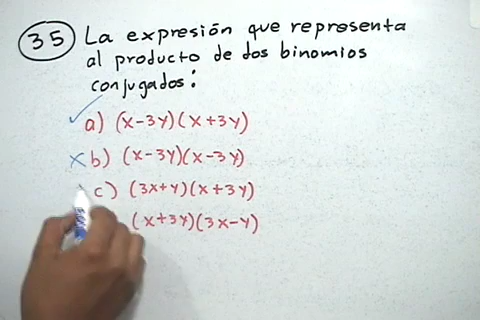 35 La expresión que representa
al producto de dos binomios
conjugados:
a) (x-3y)(x+3y)
b) (x-3y)(x-3y)
c) (3x+y)(x+3y)
(x+3y)(3x-y)